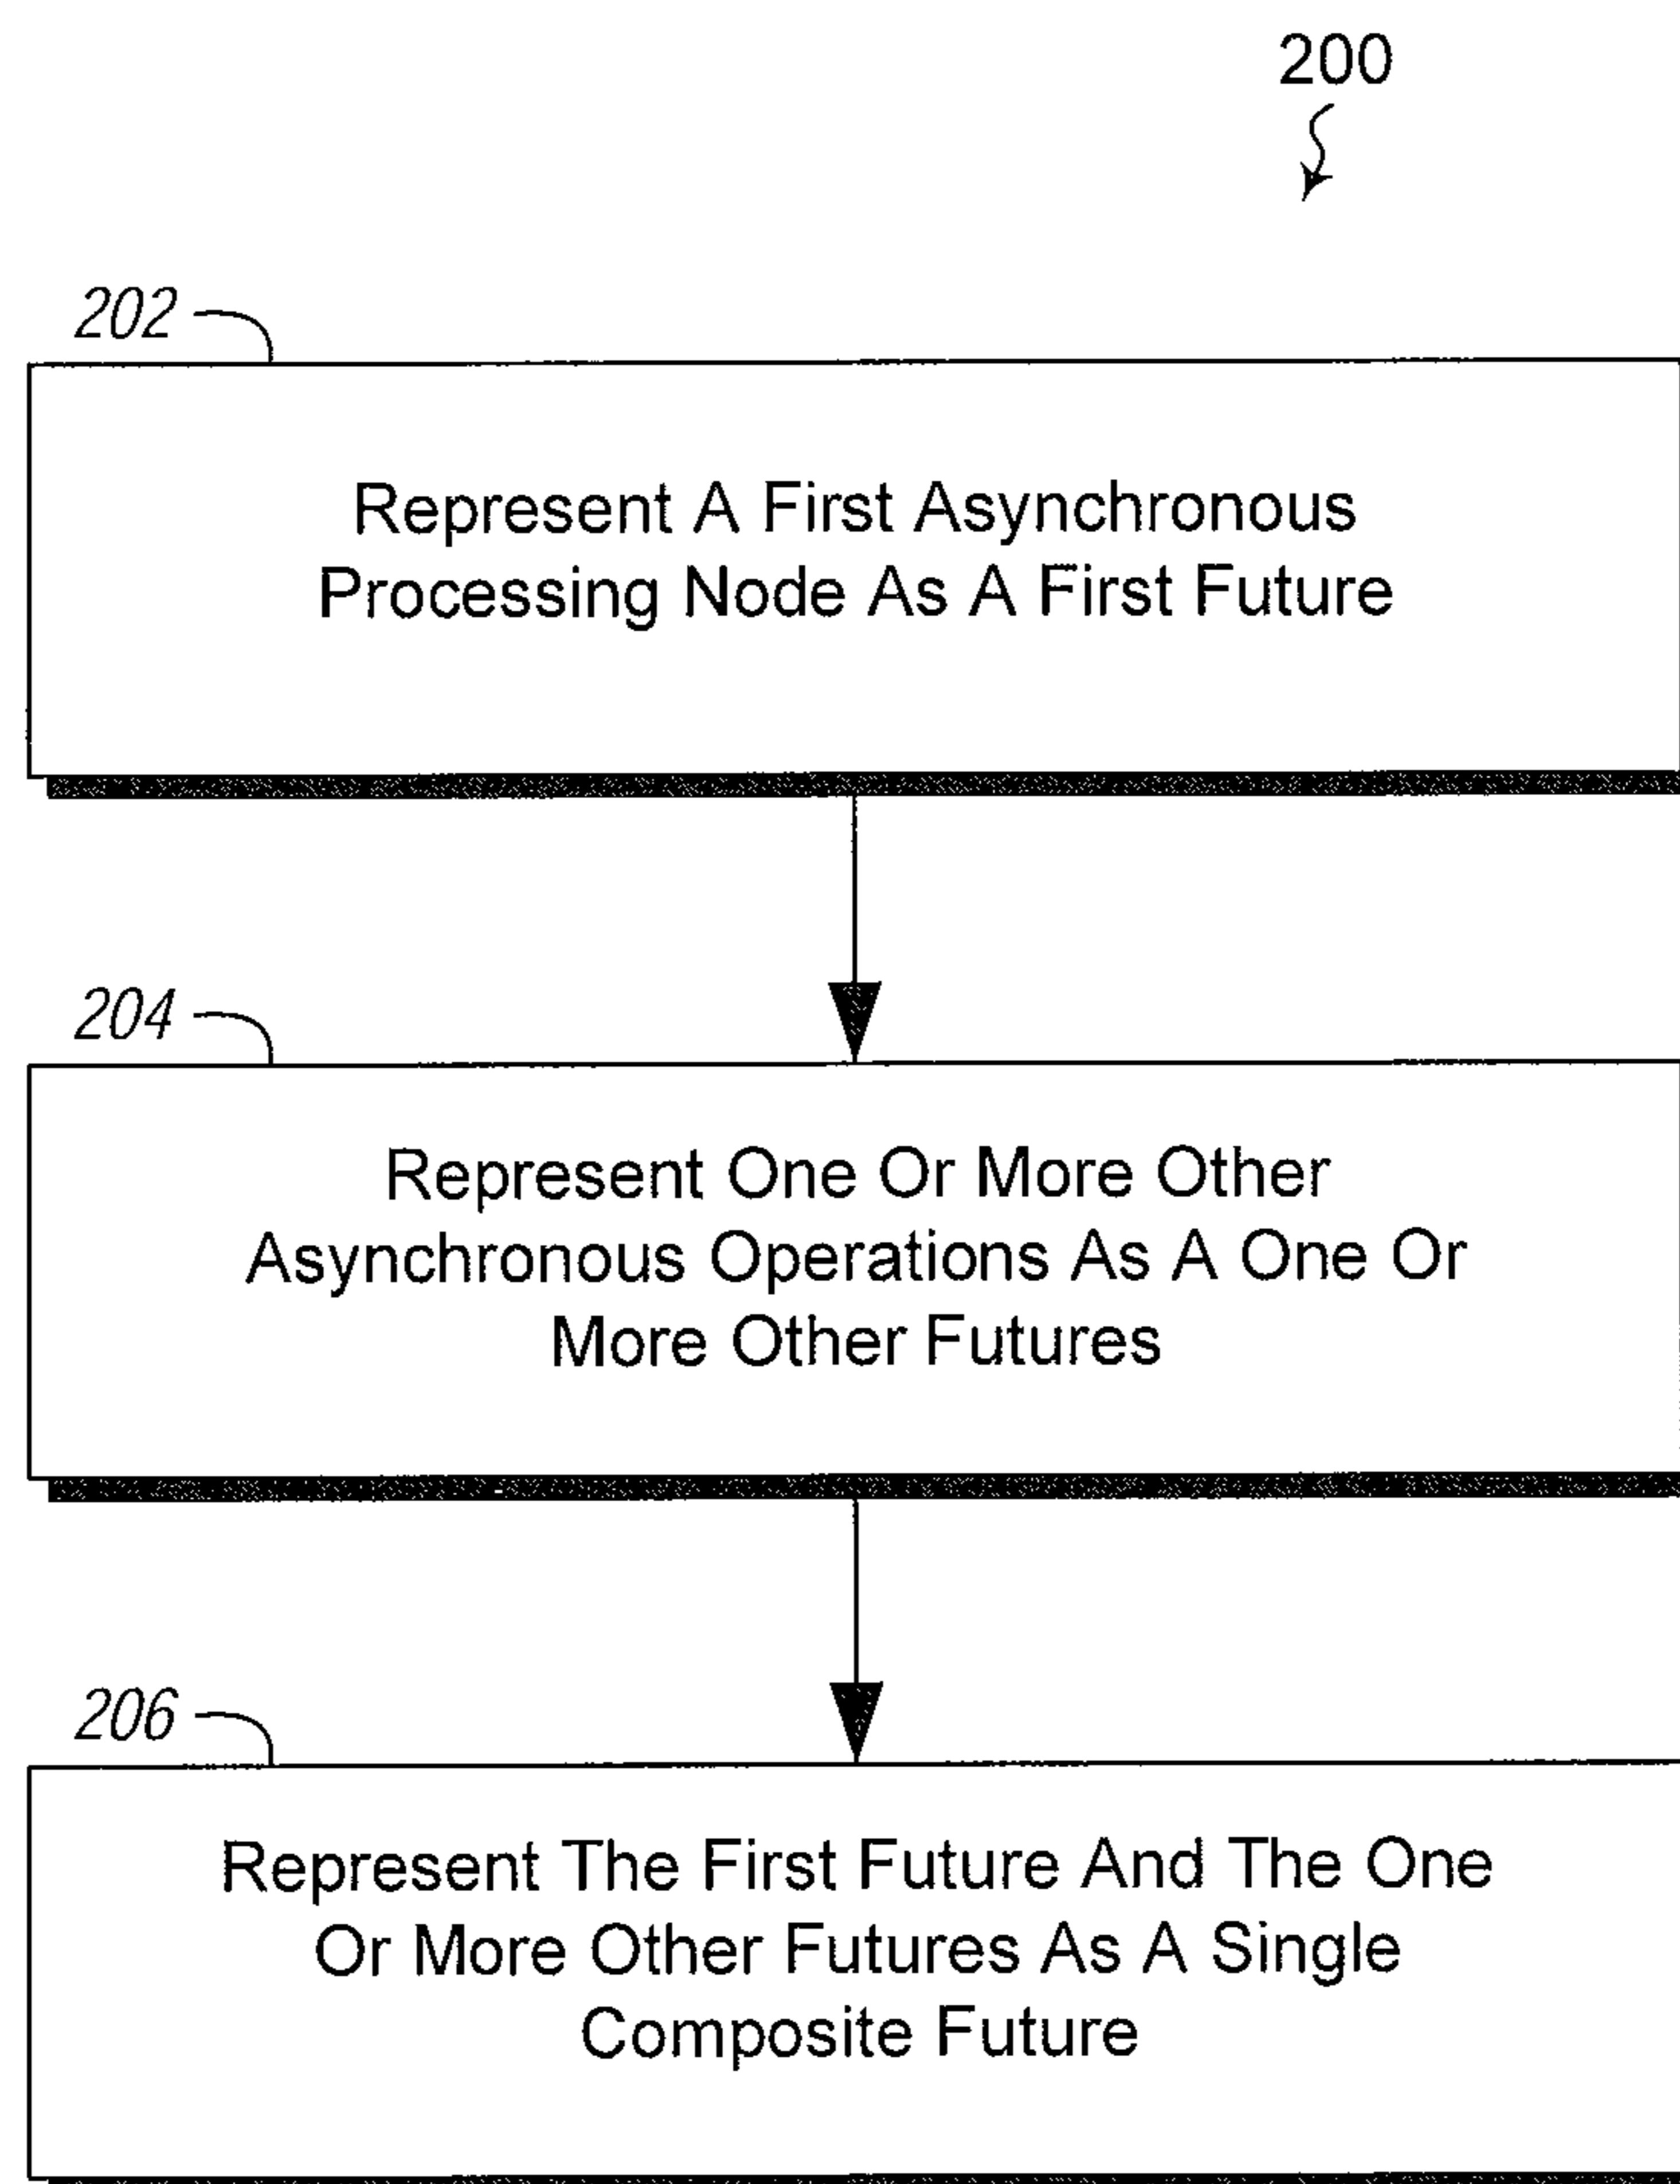 200
202
Represent A First Asynchronous
Processing Node As A First Future
204
Represent One Or More Other
Asynchronous Operations As A One Or
More Other Futures
206
Represent The First Future And The One
Or More Other Futures As A Single
Composite Future